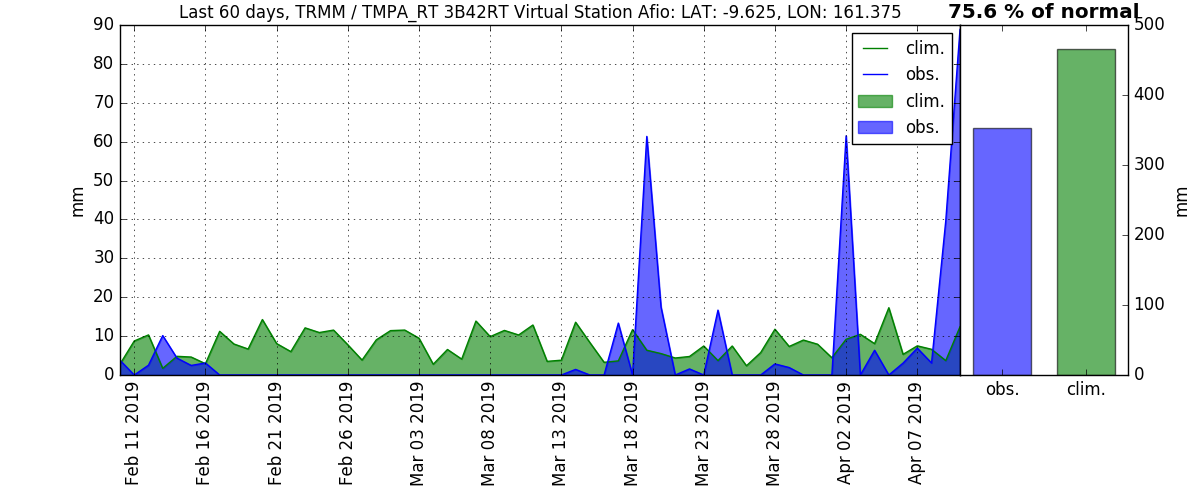 Last 60 days, TRMM / TMPA_RT 3B42RT Virtual Station Afio: LAT: -9.625, LON: 161.375
75.6 % of normal
90
80
70
60
50
40
30
20
10
0
mm
clim.
obs.
clim.
obs.
Feb 11 2019
Feb 16 2019
Feb 21 2019
Feb 26 2019
Mar 03 2019
Mar 08 2019
Mar 13 2019
Mar 18 2019
Mar 23 2019
Mar 28 2019
Apr 02 2019
Apr 07 2019
500
400
300
200
100
0
mm
obs.
clim.